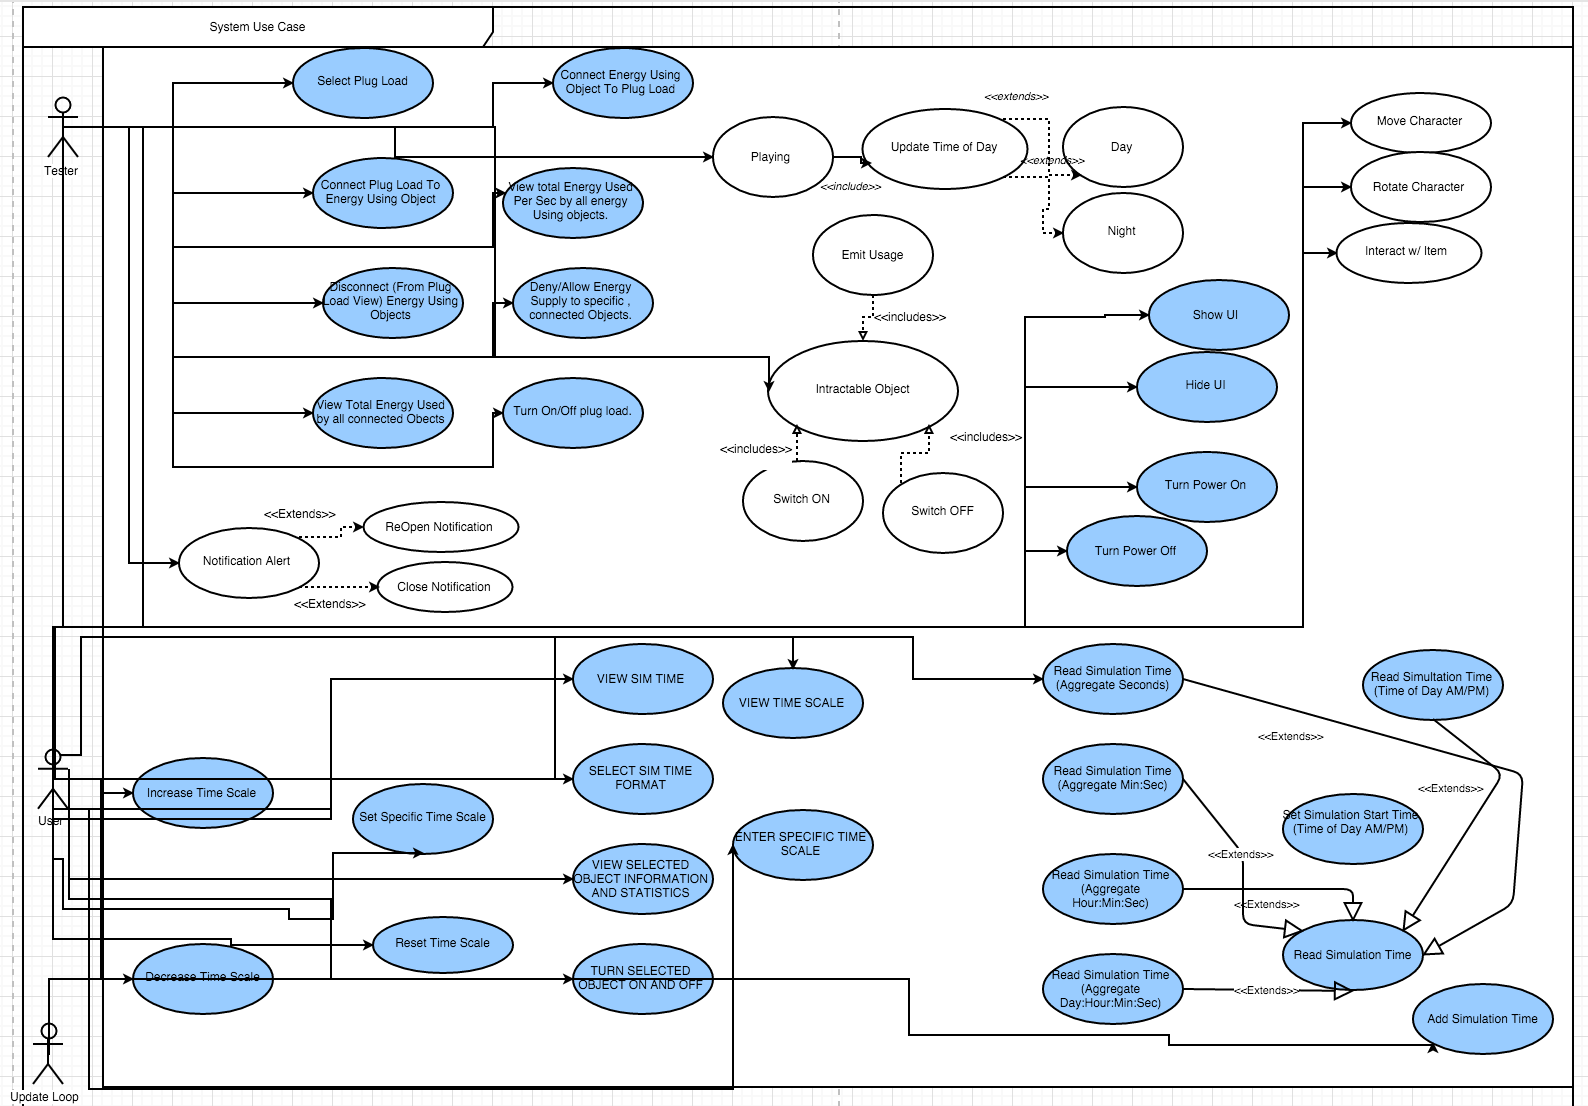 System Use Case
Select Plug Load
Connect Energy Using
Object To Plug Load
Tester
Connect Plug Load To
Energy Using Object
View total Energy Used
Per Sec by all energy
Using objects.
Playing
<<include>>
Update Time of Day
<<extends>>
<<extends>>
Day
Night
Move Character
Rotate Character
Interact w/ Item
Emit Usage
<<includes>>
Disconnect (From Plug
Load View) Energy Using
Objects
Deny/Allow Energy
Supply to specific ,
connected Objects.
Intractable Object
Show UI
Hide UI
View Total Energy Used
by all connected Obects
Turn On/Off plug load.
<<includes>>
<<includes>>
Switch ON
Switch OFF
Turn Power On
Turn Power Off
<<Extends>>
ReOpen Notification
Notification Alert
Close Notification
<<Extends>>
VIEW SIM TIME
VIEW TIME SCALE
Read Simulation Time
(Aggregate Seconds)
Read Simultation Time
(Time of Day AM/PM)
<<Extends>>
User
Increase Time Scale
Set Specific Time Scale
SELECT SIM TIME
FORMAT
Read Simulation Time
(Aggregate Min:Sec)
<<Extends>>
Set Simulation Start Time
(Time of Day AM/PM)
ENTER SPECIFIC TIME
SCALE
<<Extends>>
VIEW SELECTED
OBJECT INFORMATION
AND STATISTICS
Read Simulation Time
(Aggregate
Hour:Min:Sec)
<<Extends>>
Reset Time Scale
Read Simulation Time
Decrease Time Scale
TURN SELECTED
OBJECT ON AND OFF
Read Simulation Time
(Aggregate
Day:Hour:Min:Sec)
<<Extends>>
Add Simulation Time
Update Loop